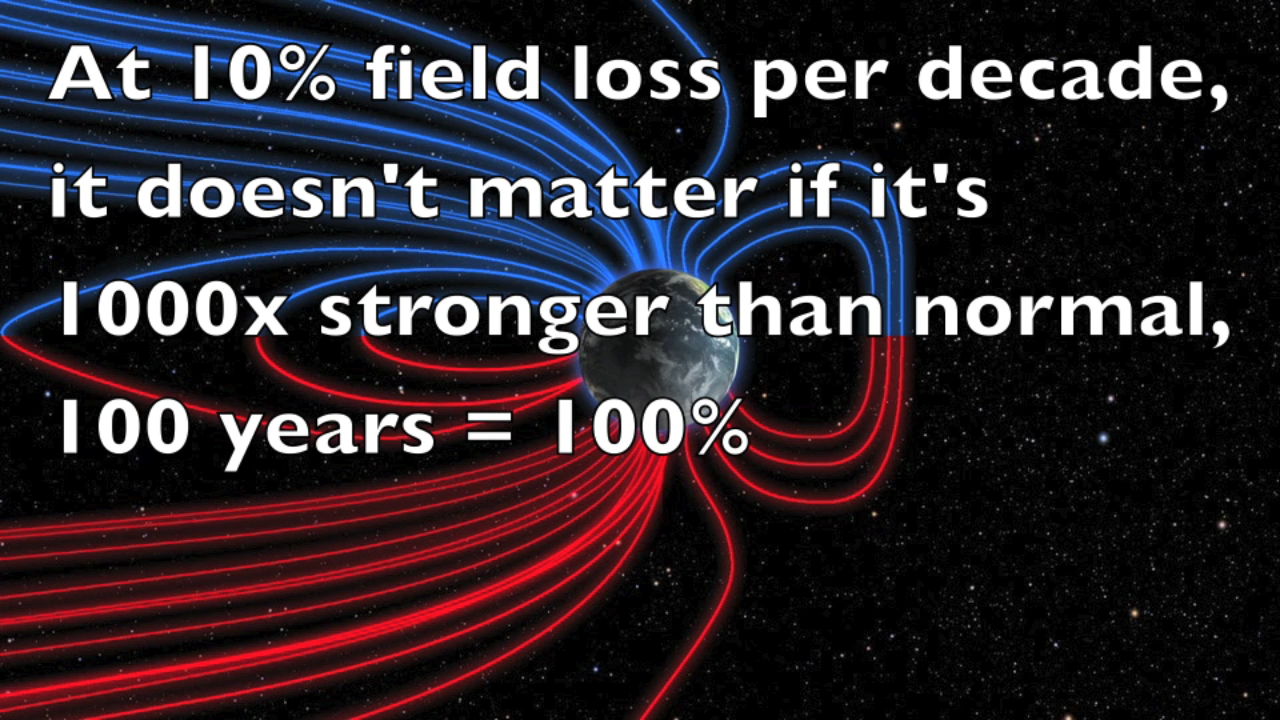 At 10% field loss per decade,
it doesn't matter if it's
1000x stronger than normal,
100 years = 100%